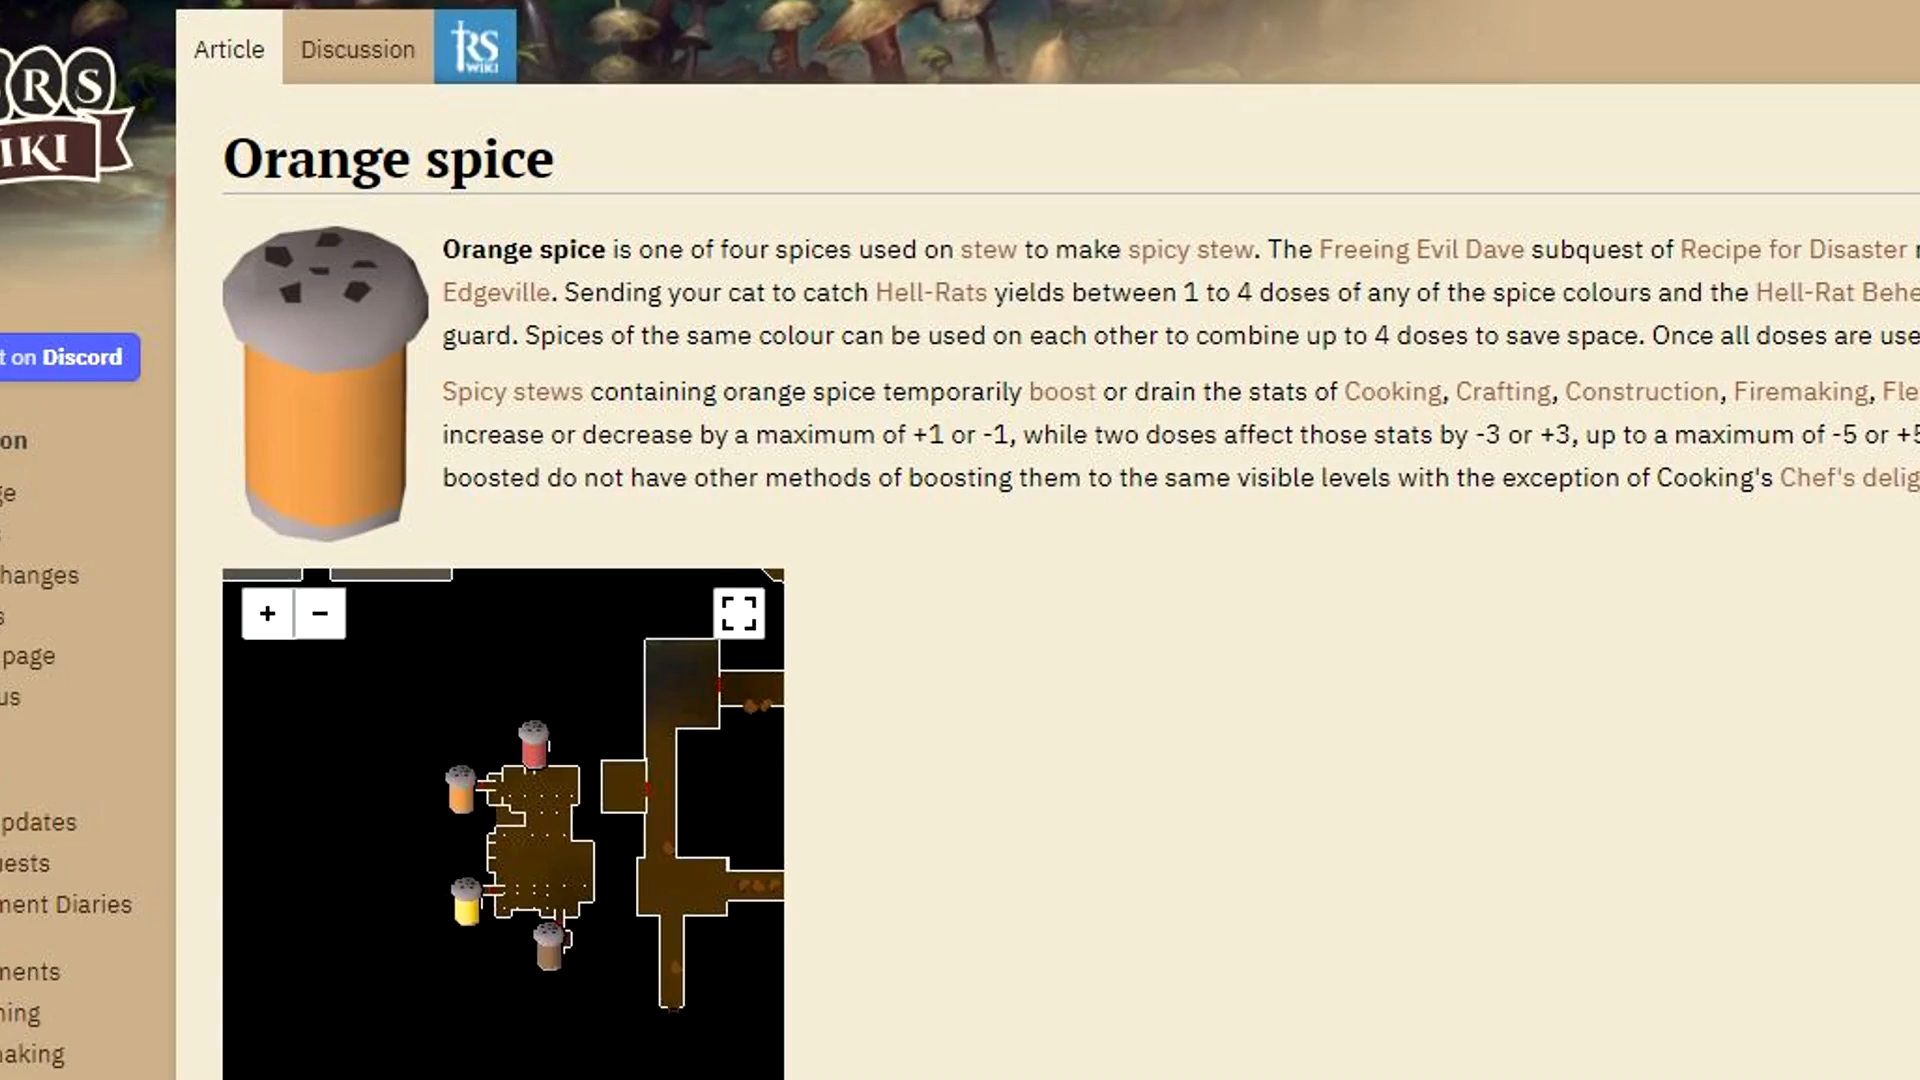 Article
Discussion
RS
WIKI
RS
IKI
Orange spice
Orange spice is one of four spices used on stew to make spicy stew. The Freeing Evil Dave subquest of Recipe for Disaster
Edgeville. Sending your cat to catch Hell-Rats yields between 1 to 4 doses of any of the spice colours and the Hell-Rat Behe
guard. Spices of the same colour can be used on each other to combine up to 4 doses to save space. Once all doses are use
Spicy stews containing orange spice temporarily boost or drain the stats of Cooking, Crafting, Construction, Firemaking, Fle
increase or decrease by a maximum of +1 or -1, while two doses affect those stats by -3 or +3, up to a maximum of -5 or +5
boosted do not have other methods of boosting them to the same visible levels with the exception of Cooking's Chef's delig
t on Discord
on
ge
hanges
s
page
us
pdates
uests
ment Diaries
ments
ning
making
+ −